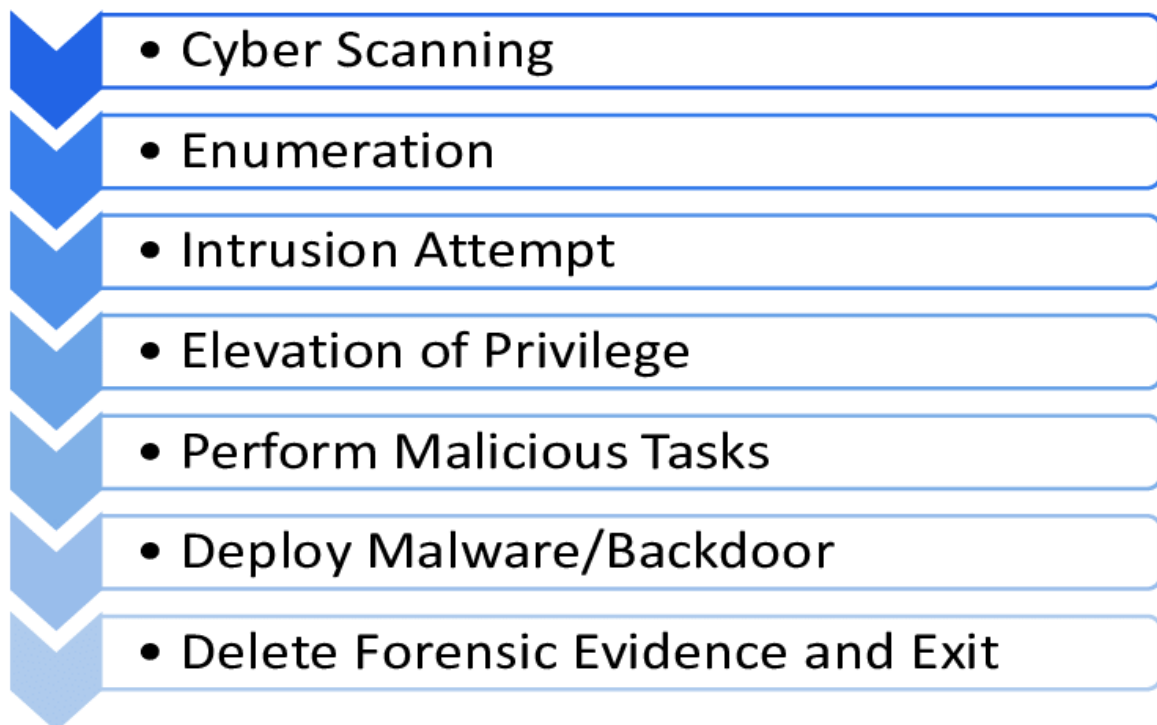 • Cyber Scanning
• Enumeration
• Intrusion Attempt
• Elevation of Privilege
• Perform Malicious Tasks
• Deploy Malware/Backdoor
• Delete Forensic Evidence and Exit